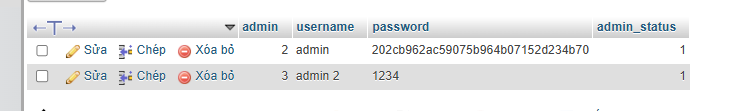 ←T→ admin username password admin_status
Sửa Chép Xóa bỏ 2 admin 202cb962ac59075b964b07152d234b70 1
Sửa Chép Xóa bỏ 3 admin 2 1234 1